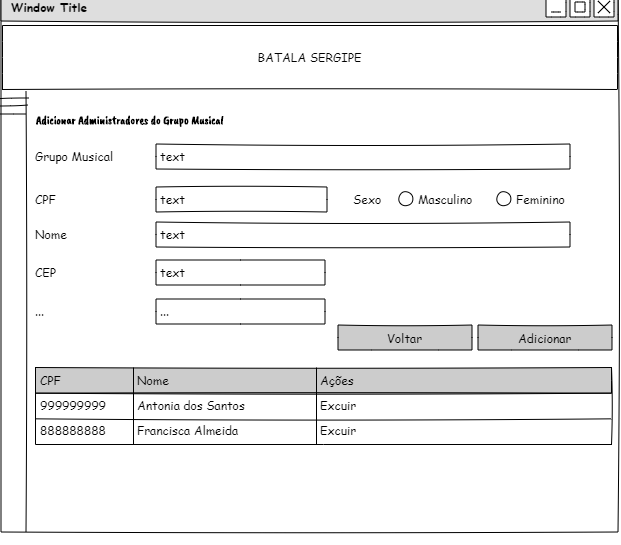 Window Title
BATALA SERGIPE
Adicionar Administradores do Grupo Musical
Grupo Musical text
CPF text Sexo Masculino Feminino
Nome text
CEP text
... ...
Voltar Adicionar
CPF Nome Ações
999999999 Antonia dos Santos Excuir
888888888 Francisca Almeida Excuir